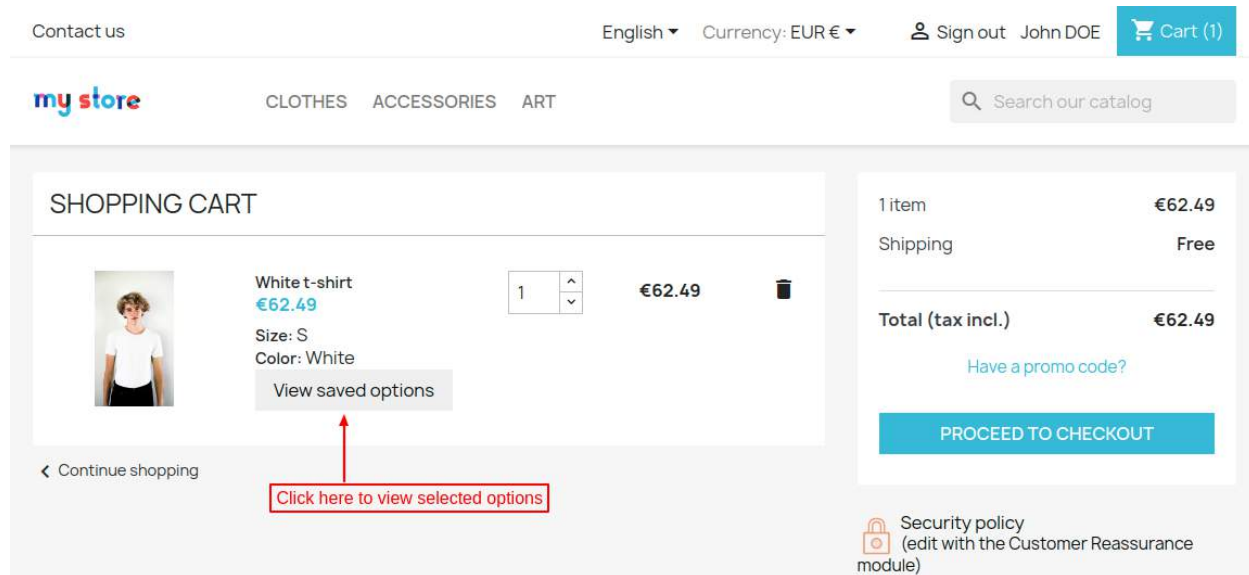 Contact us
English Currency: EUR € Sign out John DOE Cart (1)
my store CLOTHES ACCESSORIES ART Search our catalog
SHOPPING CART
White t-shirt
€62.49
Size: S
Color: White
View saved options
1
€62.49
Continue shopping
Click here to view selected options
1 item €62.49
Shipping Free
Total (tax incl.) €62.49
Have a promo code?
PROCEED TO CHECKOUT
Security policy
(edit with the Customer Reassurance
module)